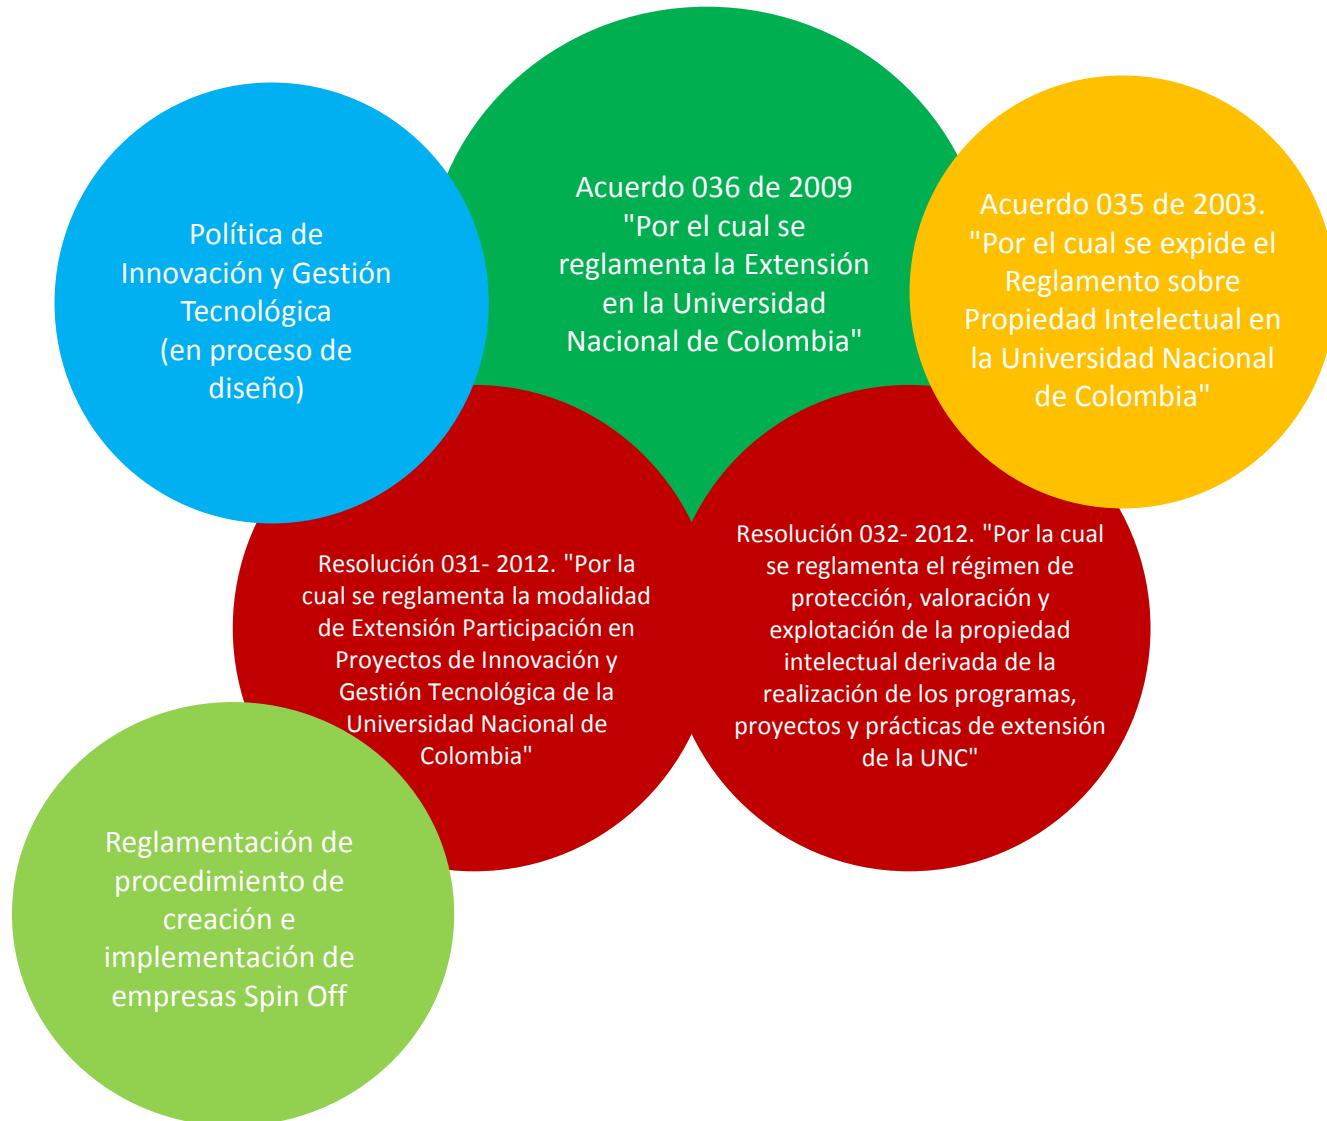 Política de
Innovación y Gestión
Tecnológica
(en proceso de
diseño)
Acuerdo 036 de 2009
"Por el cual se
reglamenta la Extensión
en la Universidad
Nacional de Colombia"
Acuerdo 035 de 2003.
"Por el cual se expide el
Reglamento sobre
Propiedad Intelectual en
la Universidad Nacional
de Colombia"
Resolución 031- 2012. "Por la
cual se reglamenta la modalidad
de Extensión Participación en
Proyectos de Innovación y
Gestión Tecnológica de la
Universidad Nacional de
Colombia"
Resolución 032- 2012. "Por la cual
se reglamenta el régimen de
protección, valoración y
explotación de la propiedad
intelectual derivada de la
realización de los programas,
proyectos y prácticas de extensión
de la UNC"
Reglamentación de
procedimiento de
creación e
implementación de
empresas Spin Off